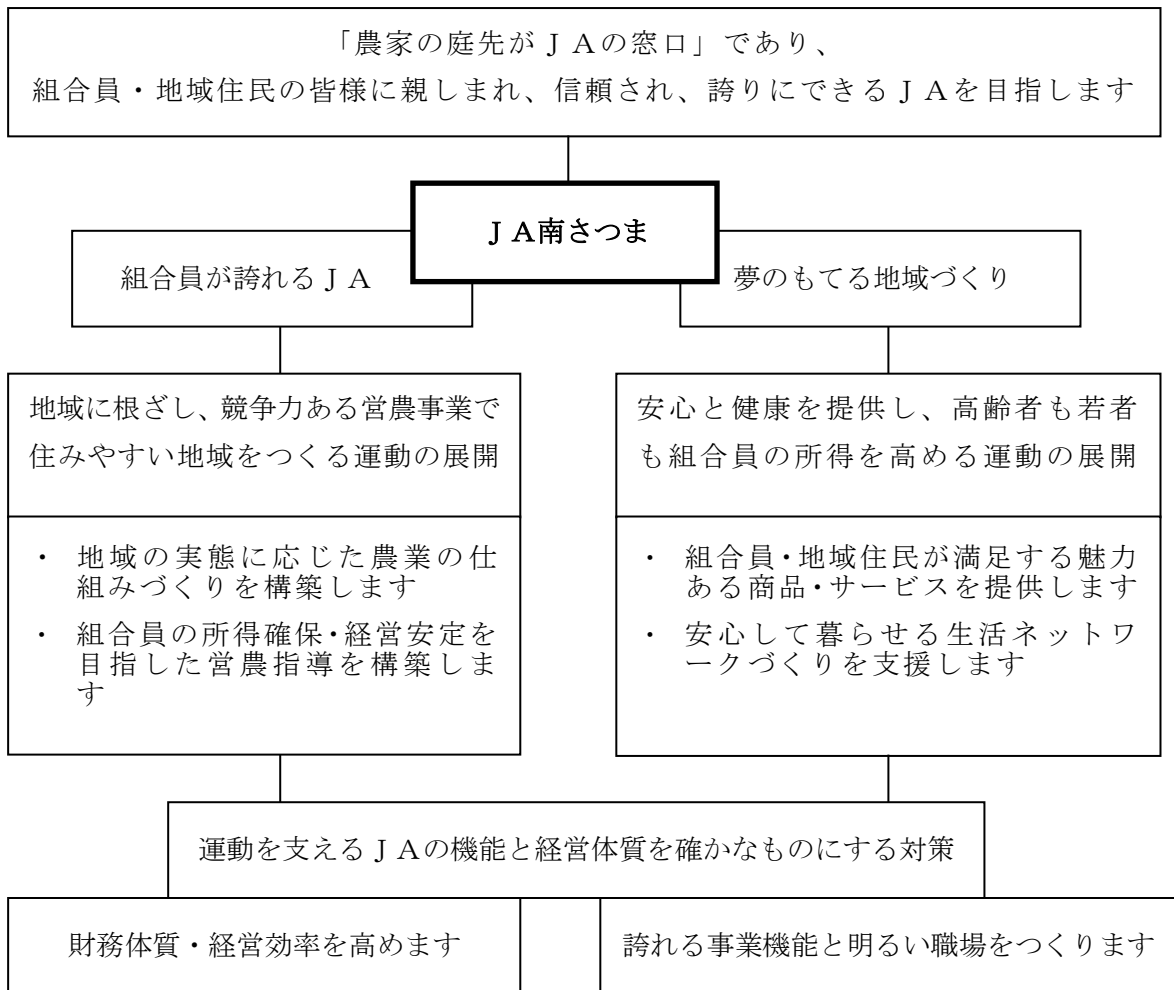 「農家の庭先がＪＡの窓口」であり、
組合員・地域住民の皆様に親しまれ、信頼され、誇りにできるＪＡを目指します
ＪＡ南さつま
組合員が誇れるＪＡ
夢のもてる地域づくり
地域に根ざし、競争力ある営農事業で
住みやすい地域をつくる運動の展開
・ 地域の実態に応じた農業の仕
組みづくりを構築します
・ 組合員の所得確保・経営安定を
目指した営農指導を構築しま
す
安心と健康を提供し、高齢者も若者
も組合員の所得を高める運動の展開
・ 組合員・地域住民が満足する魅力
ある商品・サービスを提供します
・ 安心して暮らせる生活ネットワ
ークづくりを支援します
運動を支えるＪＡの機能と経営体質を確かなものにする対策
財務体質・経営効率を高めます
誇れる事業機能と明るい職場をつくります